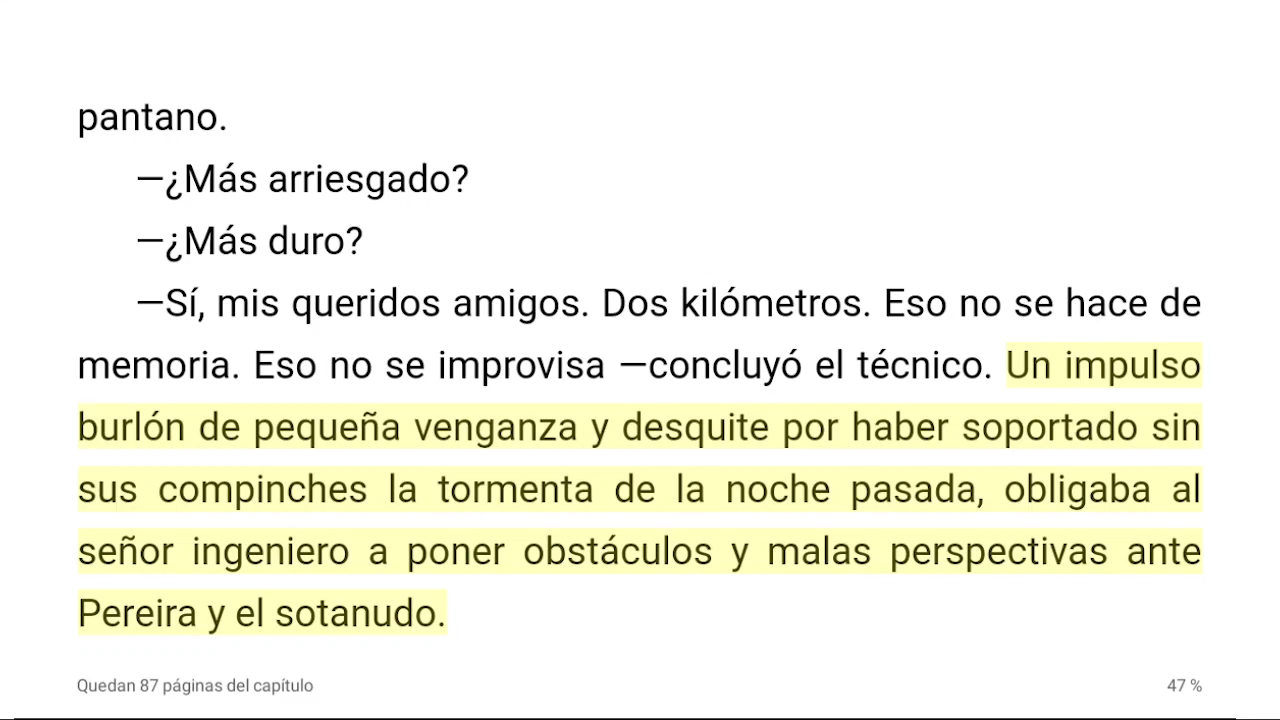 pantano.
—¿Más arriesgado?
—¿Más duro?
—Sí, mis queridos amigos. Dos kilómetros. Eso no se hace de
memoria. Eso no se improvisa —concluyó el técnico. Un impulso
burlón de pequeña venganza y desquite por haber soportado sin
sus compinches la tormenta de la noche pasada, obligaba al
señor ingeniero a poner obstáculos y malas perspectivas ante
Pereira y el sotanudo.
Quedan 87 páginas del capítulo
47 %